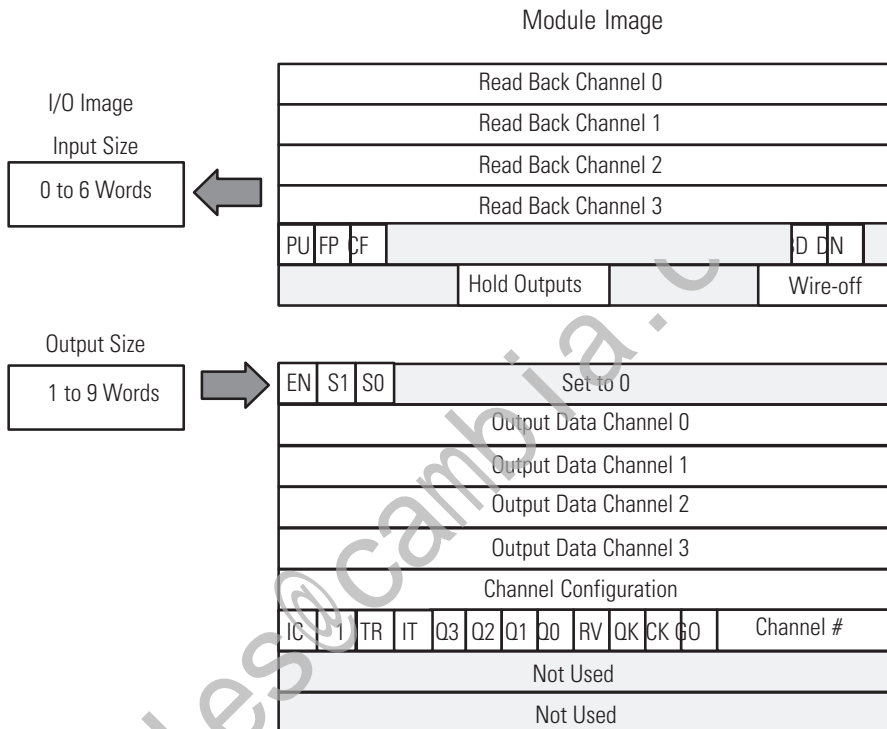 Module Image
I/O Image
Input Size
0 to 6 Words
Read Back Channel 0
Read Back Channel 1
Read Back Channel 2
Read Back Channel 3
PU FP CF DN
Hold Outputs Wire-off
Output Size
1 to 9 Words
EN S1 S0 Set to 0
Output Data Channel 0
Output Data Channel 1
Output Data Channel 2
Output Data Channel 3
Channel Configuration
IC 1 TR IT Q3 Q2 Q1 Q0 RV QK CK GO Channel #
Not Used
Not Used